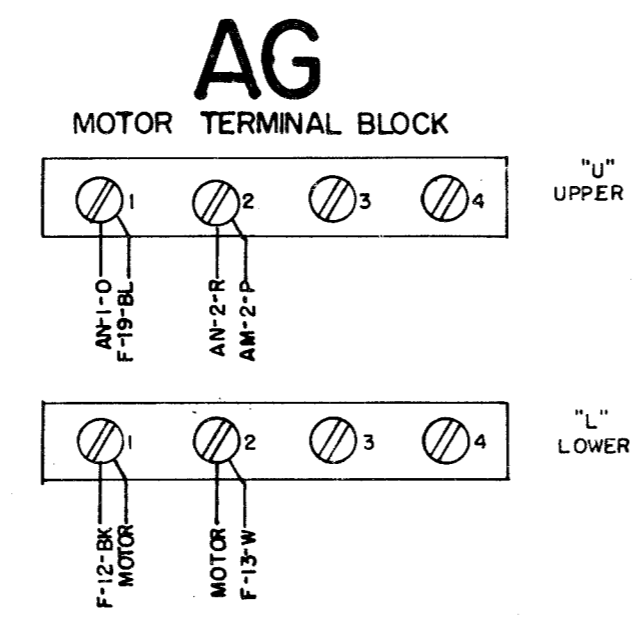 AG
MOTOR TERMINAL BLOCK
1 2 3 4
"U"
UPPER
AN-1-O
F-19-BL
AN-2-R
AM-2-P
1 2 3 4
"L"
LOWER
F-12-BK
MOTOR
MOTOR
F-13-W